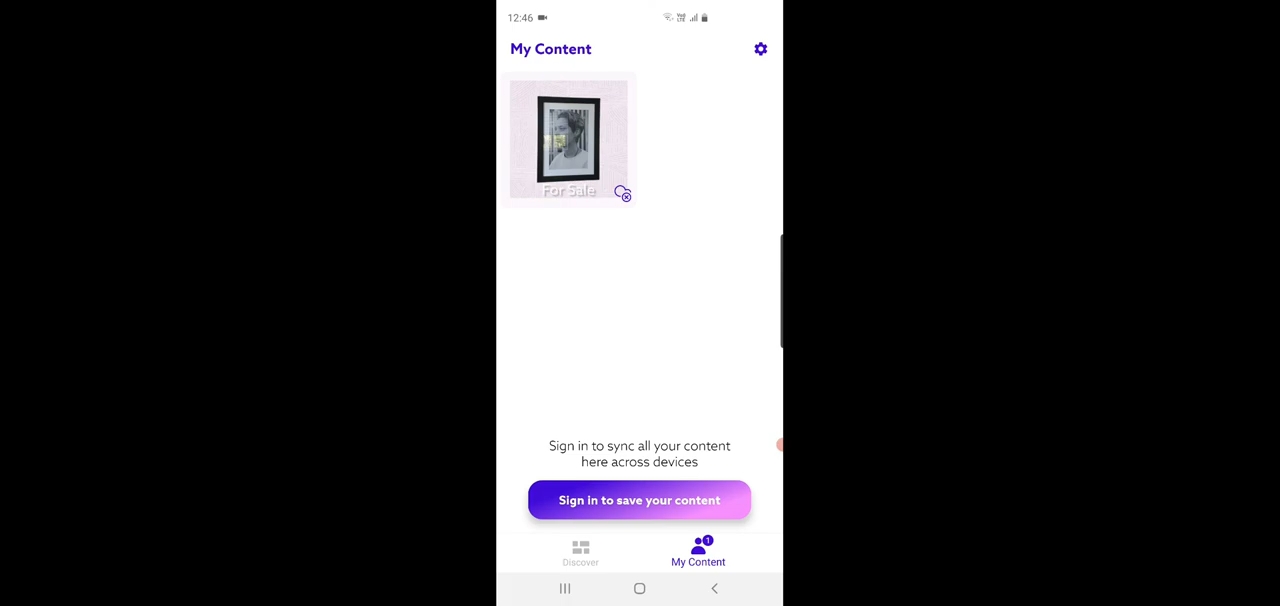 12:46
My Content
For Sale
Sign in to sync all your content
here across devices
Sign in to save your content
1
Discover
My Content